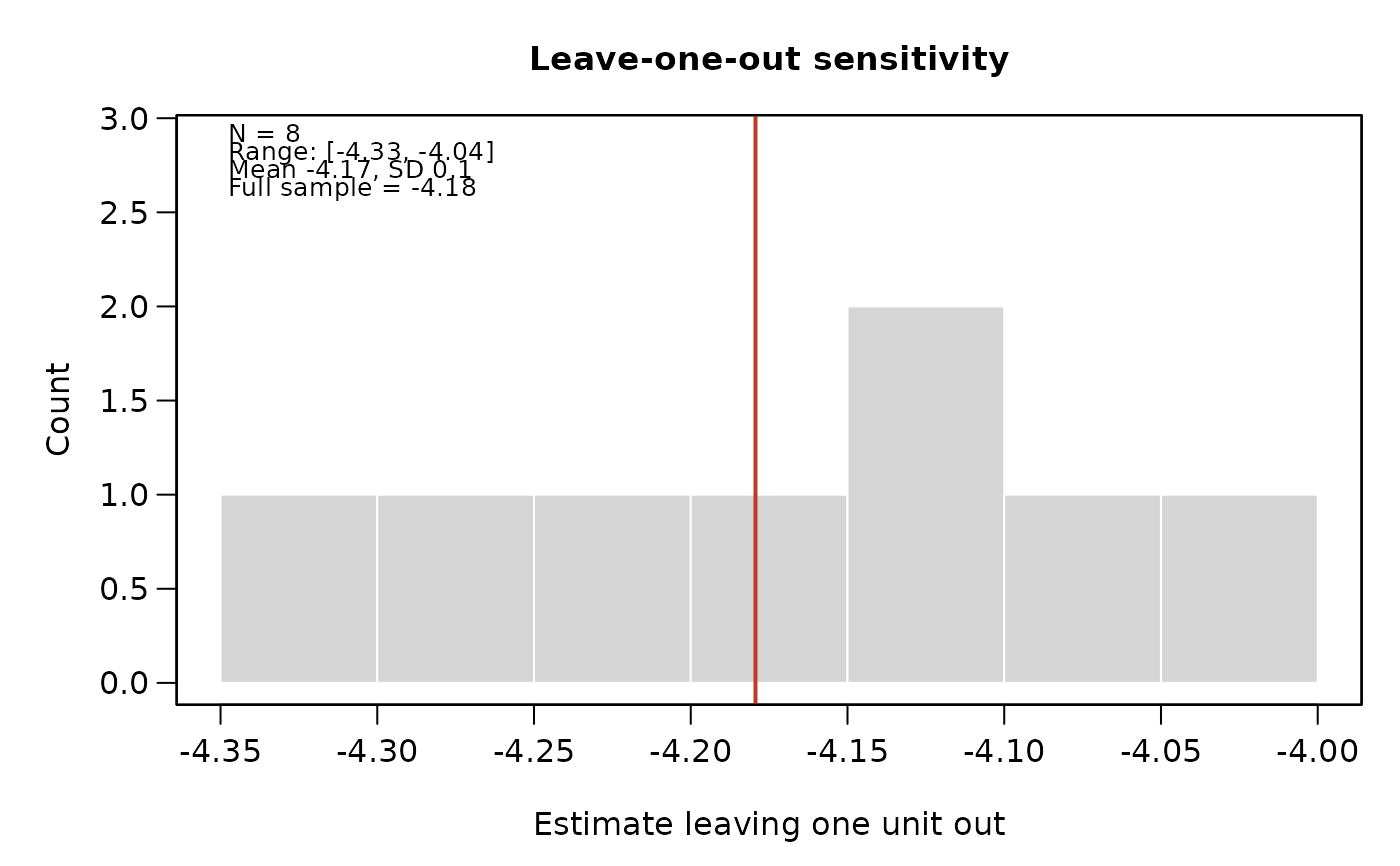 Leave-one-out sensitivity
N = 8
Range: [-4.33, -4.04]
Mean -4.17, SD 0.1
Full sample = -4.18
Count
3.0
2.5
2.0
1.5
1.0
0.5
0.0
-4.35 -4.30 -4.25 -4.20 -4.15 -4.10 -4.05 -4.00
Estimate leaving one unit out